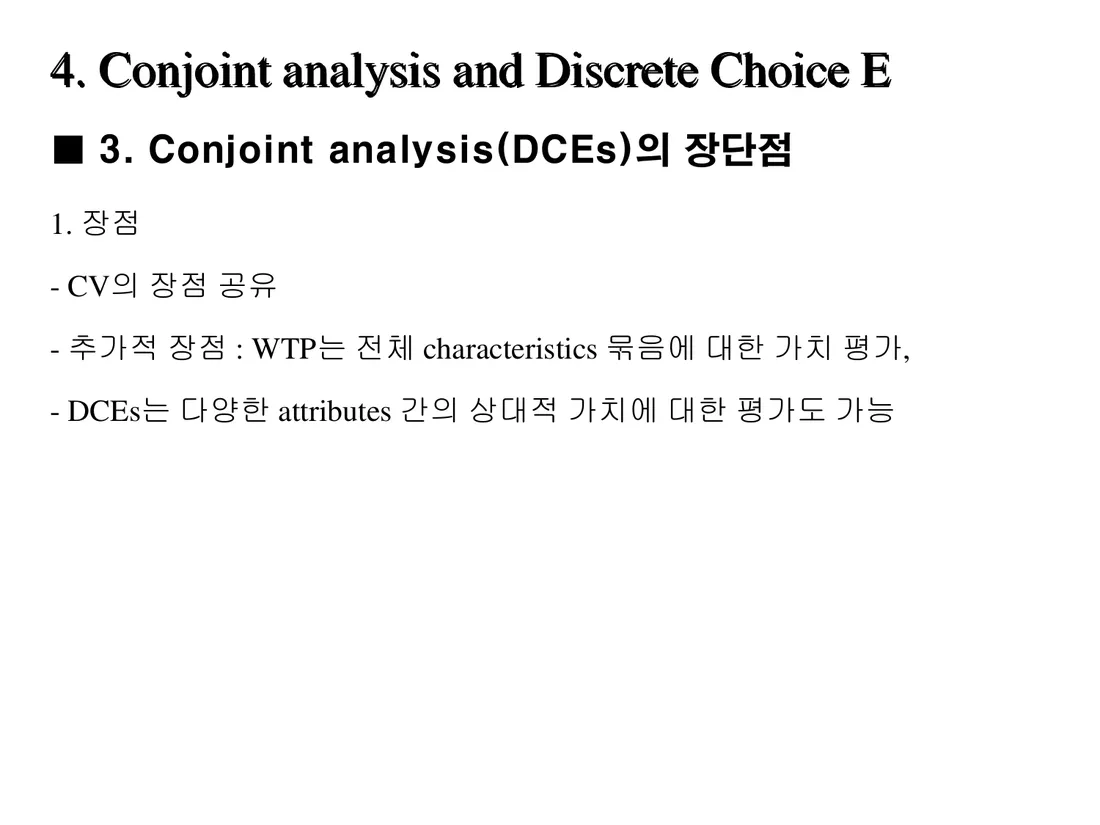 4. Conjoint analysis and Discrete Choice E
■ 3. Conjoint analysis(DCEs)의 장단점
1. 장점
- CV의 장점 공유
- 추가적 장점 : WTP는 전체 characteristics 묶음에 대한 가치 평가,
- DCEs는 다양한 attributes 간의 상대적 가치에 대한 평가도 가능